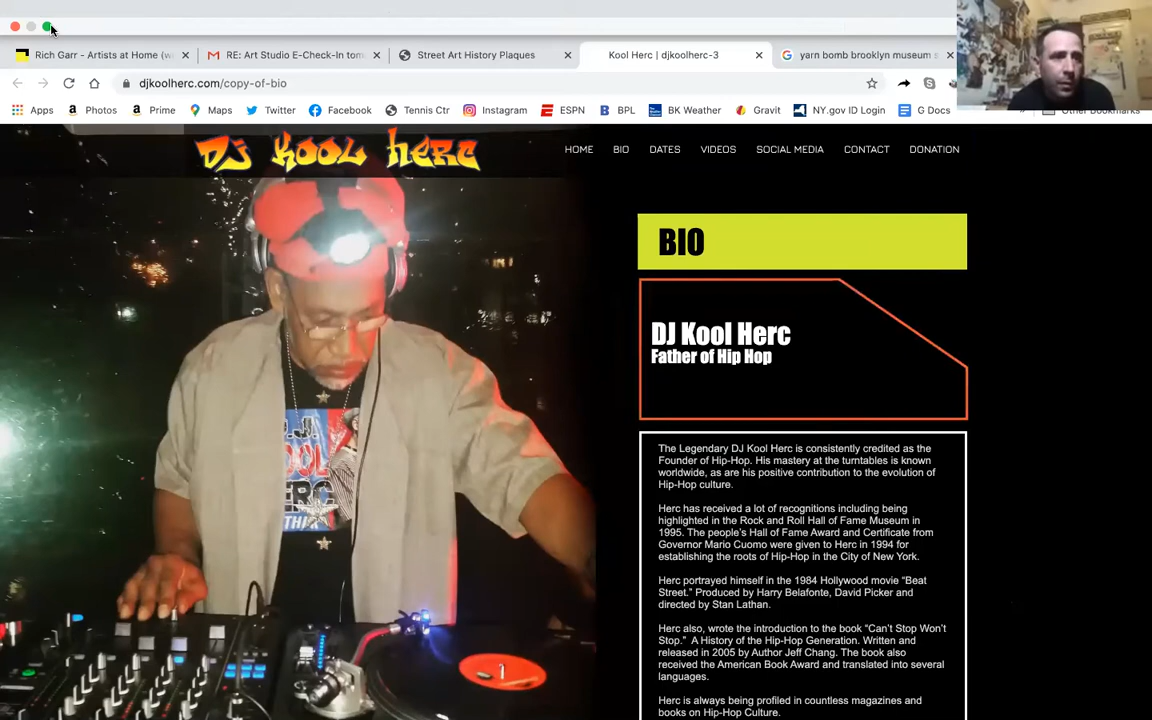 Rich Garr - Artists at Home (w
RE: Art Studio E-Check-In tom
Street Art History Plaques
Kool Herc | djkoolherc-3
yarn bomb brooklyn museum s
djkoolherc.com/copy-of-bio
Apps
Photos
Prime
Maps
Twitter
Facebook
Tennis Ctr
Instagram
ESPN
BPL
BK Weather
Gravit
NY.gov ID Login
G Docs
Other Bookmarks
DJ KOOL HERC
HOME
BIO
DATES
VIDEOS
SOCIAL MEDIA
CONTACT
DONATION
BIO
DJ Kool Herc
Father of Hip Hop
The Legendary DJ Kool Herc is consistently credited as the
Founder of Hip-Hop. His mastery at the turntables is known
worldwide, as are his positive contribution to the evolution of
Hip-Hop culture.
Herc has received a lot of recognitions including being
highlighted in the Rock and Roll Hall of Fame Museum in
1995. The people's Hall of Fame Award and Certificate from
Governor Mario Cuomo were given to Herc in 1994 for
establishing the roots of Hip-Hop in the City of New York.
Herc portrayed himself in the 1984 Hollywood movie "Beat
Street." Produced by Harry Belafonte, David Picker and
directed by Stan Lathan.
Herc also, wrote the introduction to the book "Can't Stop Won't
Stop." A History of the Hip-Hop Generation. Written and
released in 2005 by Author Jeff Chang. The book also
received the American Book Award and translated into several
languages.
Herc is always being profiled in countless magazines and
books on Hip-Hop Culture.
D.J.
KOOL
HERC